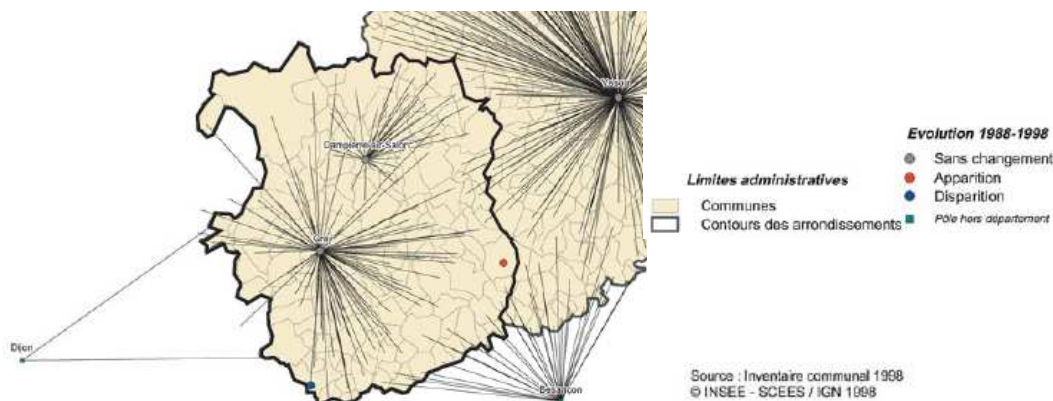 Vesoul
Dampierre-sur-Salon
Gray
Dijon
Besançon
Limites administratives
Communes
Contours des arrondissements
Evolution 1988-1998
Sans changement
Apparition
Disparition
Pôle hors département
Source : Inventaire communal 1998
© INSEE - SCEES / IGN 1998